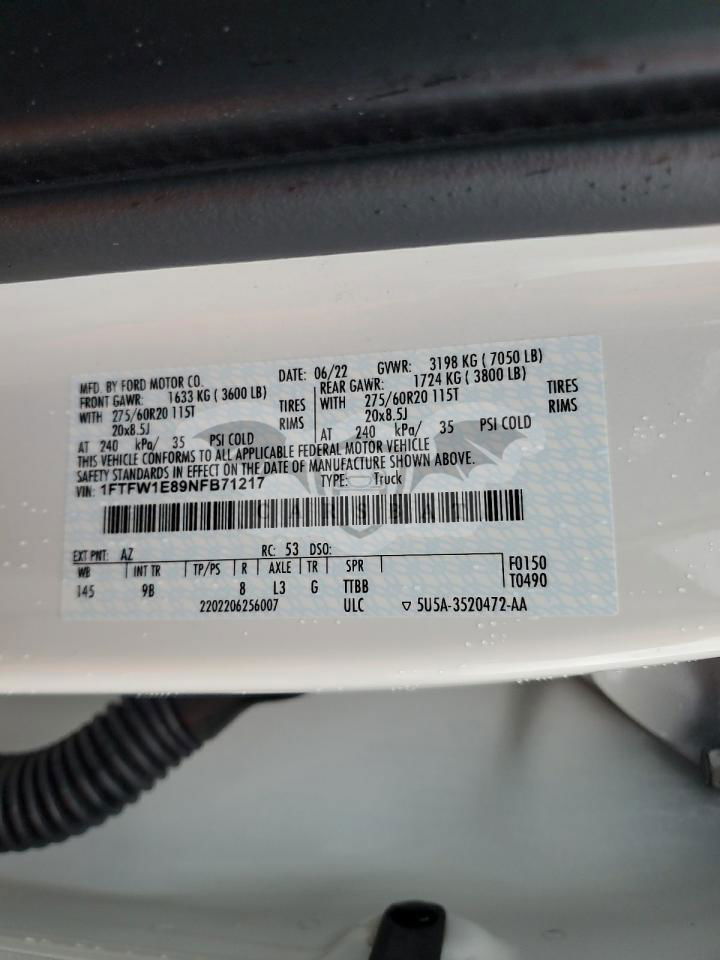 MFD. BY FORD MOTOR CO. DATE: 06/22 GVWR: 3198 KG ( 7050 LB)
FRONT GAWR: 1633 KG ( 3600 LB) REAR GAWR: 1724 KG ( 3800 LB)
WITH 275/60R20 115T TIRES WITH 275/60R20 115T TIRES
20x8.5J RIMS 20x8.5J RIMS
AT 240 kPa/ 35 PSI COLD AT 240 kPa/ 35 PSI COLD
THIS VEHICLE CONFORMS TO ALL APPLICABLE FEDERAL MOTOR VEHICLE
SAFETY STANDARDS IN EFFECT ON THE DATE OF MANUFACTURE SHOWN ABOVE.
VIN: 1FTFW1E89NFB71217 TYPE: Truck
CARSBAT
EXT PNT: AZ RC: 53 DSO:
WB INT TR TP/PS R AXLE TR SPR F0150
145 9B 8 L3 G TTBB T0490
2202206256007 ULC ▽ 5U5A-3520472-AA